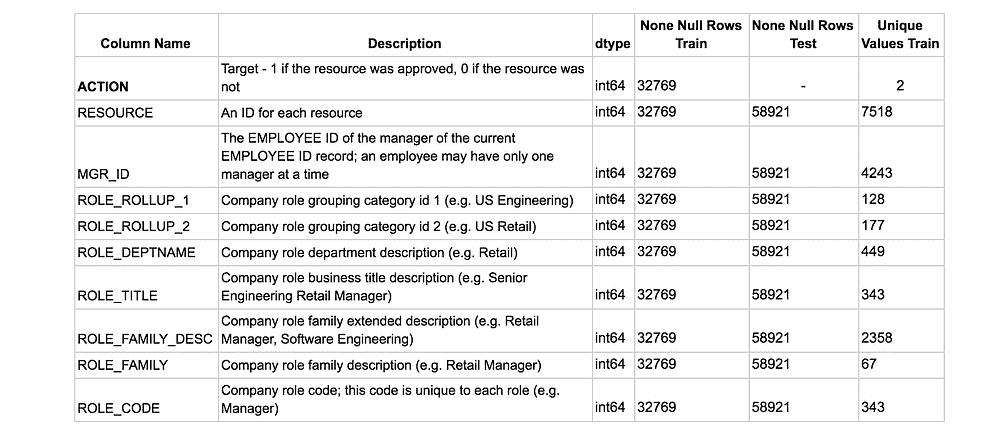 Column Name Description dtype None Null Rows Train None Null Rows Test Unique Values Train
ACTION Target - 1 if the resource was approved, 0 if the resource was not int64 32769 - 2
RESOURCE An ID for each resource int64 32769 58921 7518
MGR_ID The EMPLOYEE ID of the manager of the current EMPLOYEE ID record; an employee may have only one manager at a time int64 32769 58921 4243
ROLE_ROLLUP_1 Company role grouping category id 1 (e.g. US Engineering) int64 32769 58921 128
ROLE_ROLLUP_2 Company role grouping category id 2 (e.g. US Retail) int64 32769 58921 177
ROLE_DEPTNAME Company role department description (e.g. Retail) int64 32769 58921 449
ROLE_TITLE Company role business title description (e.g. Senior Engineering Retail Manager) int64 32769 58921 343
ROLE_FAMILY_DESC Company role family extended description (e.g. Retail Manager, Software Engineering) int64 32769 58921 2358
ROLE_FAMILY Company role family description (e.g. Retail Manager) int64 32769 58921 67
ROLE_CODE Company role code; this code is unique to each role (e.g. Manager) int64 32769 58921 343